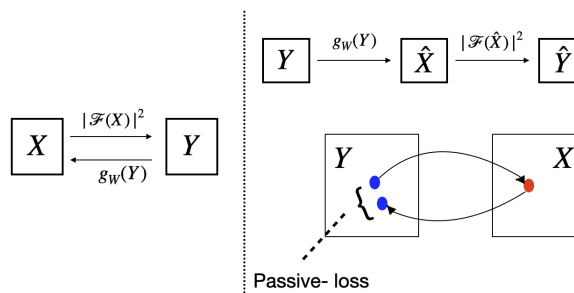 X
|ℱ(X)|²
g_W(Y)
Y
Y
g_W(Y)
X̂
|ℱ(X̂)|²
Ŷ
Y
X
{
Passive- loss